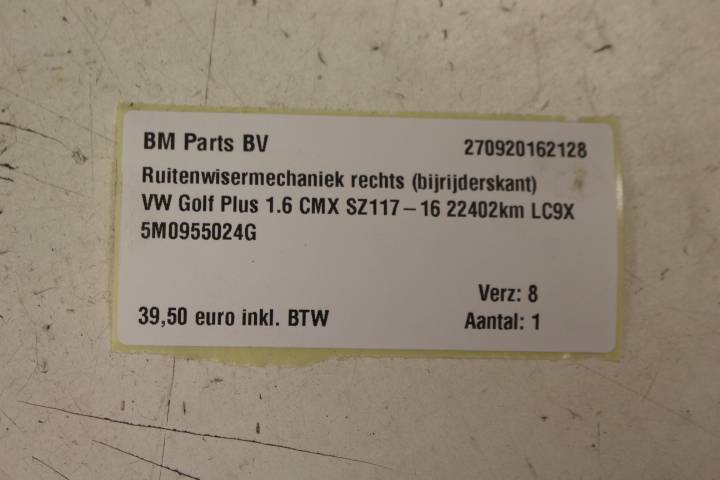 BM Parts BV 270920162128
Ruitenwisermechaniek rechts (bijrijderskant)
VW Golf Plus 1.6 CMX SZ117-16 22402km LC9X
5M0955024G
Verz: 8
39,50 euro inkl. BTW Aantal: 1